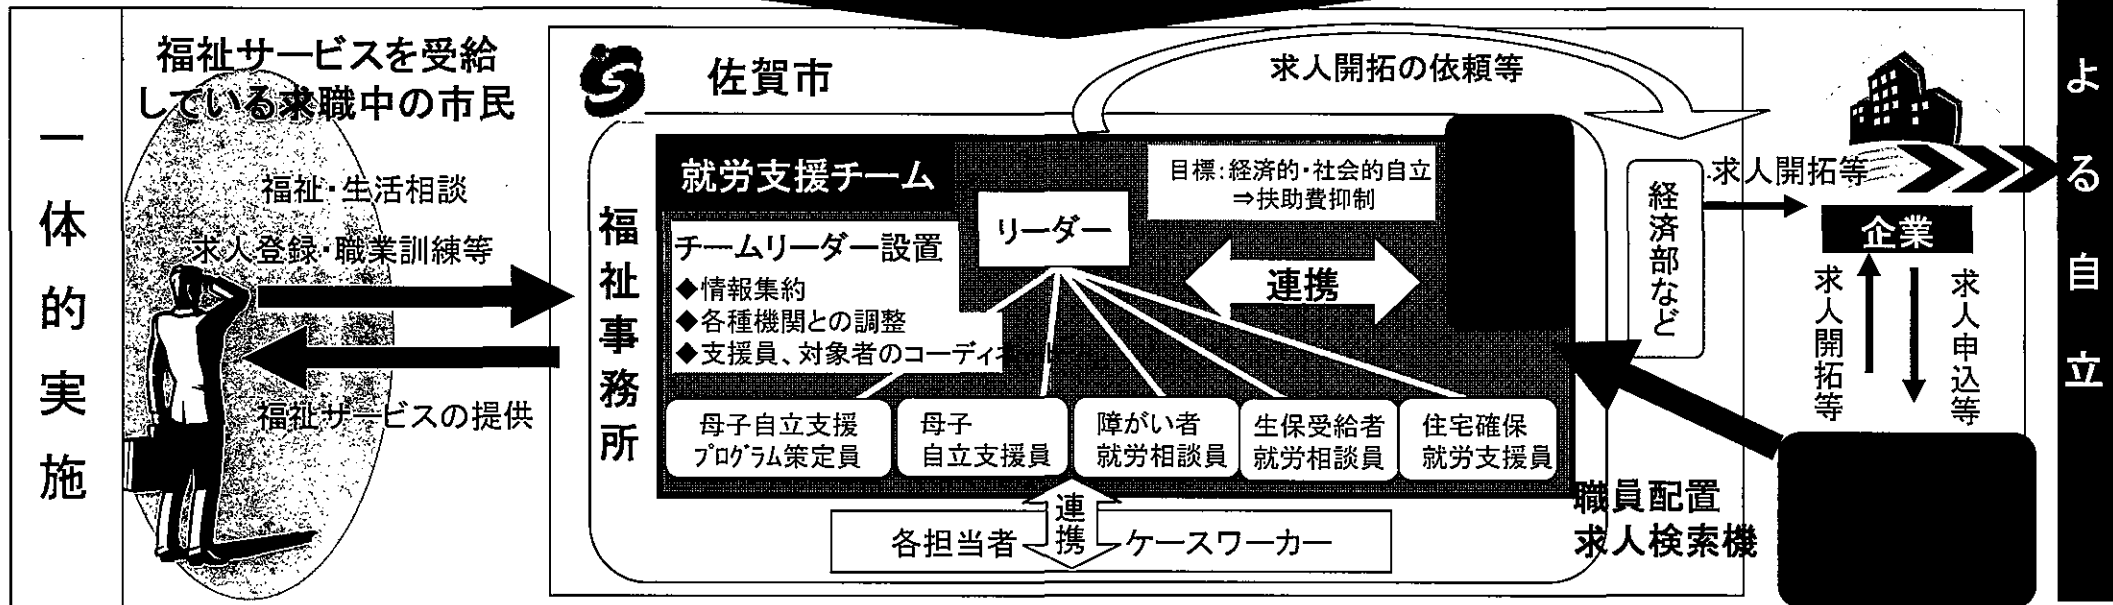 一体的実施
福祉サービスを受給
している求職中の市民
福祉・生活相談
求人登録・職業訓練等
福祉サービスの提供
佐賀市
求人開拓の依頼等
福祉事務所
就労支援チーム
チームリーダー設置
◆情報集約
◆各種機関との調整
◆支援員、対象者のコーディネート
リーダー
目標:経済的・社会的自立
⇒扶助費抑制
連携
母子自立支援
プログラム策定員
母子
自立支援員
障がい者
就労相談員
生保受給者
就労相談員
住宅確保
就労支援員
各担当者
連携
ケースワーカー
職員配置
求人検索機
経済部など
求人開拓等
企業
求人開拓等
求人申込等
よる自立